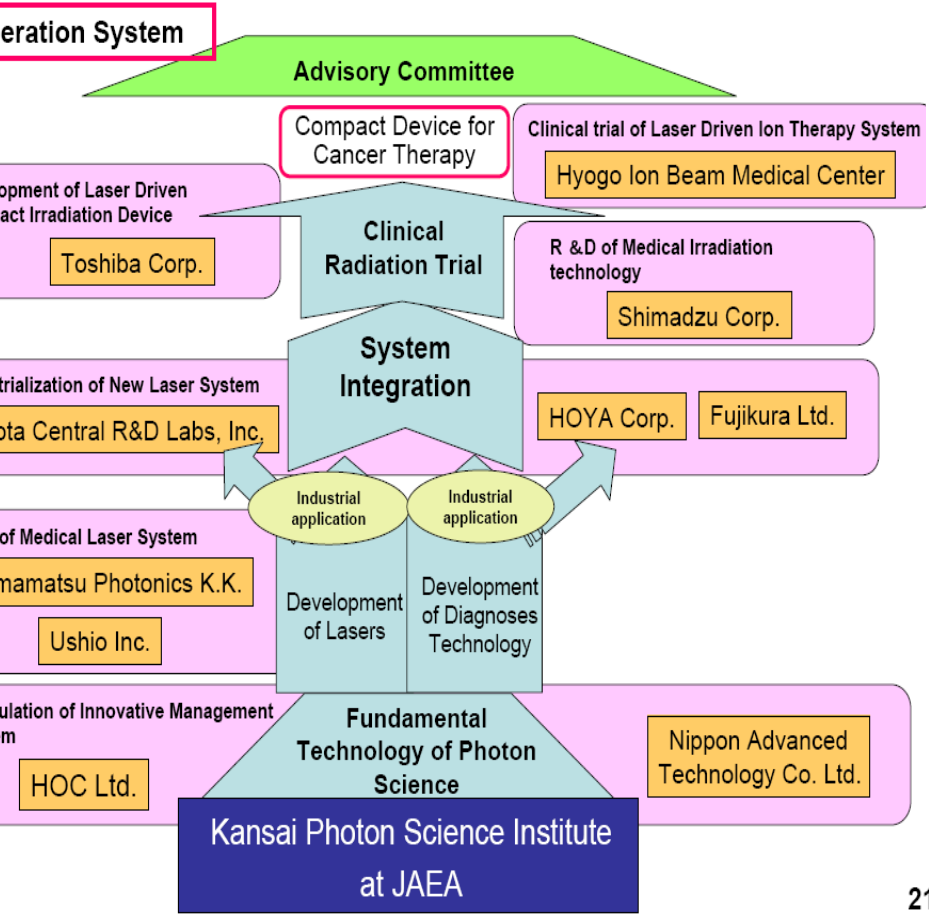 eration System
Advisory Committee
Compact Device for
Cancer Therapy
Clinical trial of Laser Driven Ion Therapy System
Hyogo Ion Beam Medical Center
opment of Laser Driven
act Irradiation Device
Toshiba Corp.
Clinical
Radiation Trial
R &D of Medical Irradiation
technology
Shimadzu Corp.
System
Integration
trialization of New Laser System
ota Central R&D Labs, Inc.
HOYA Corp.
Fujikura Ltd.
Industrial
application
Industrial
application
of Medical Laser System
mamatsu Photonics K.K.
Ushio Inc.
Development
of Lasers
Development
of Diagnoses
Technology
ulation of Innovative Management
em
HOC Ltd.
Fundamental
Technology of Photon
Science
Nippon Advanced
Technology Co. Ltd.
Kansai Photon Science Institute
at JAEA
21